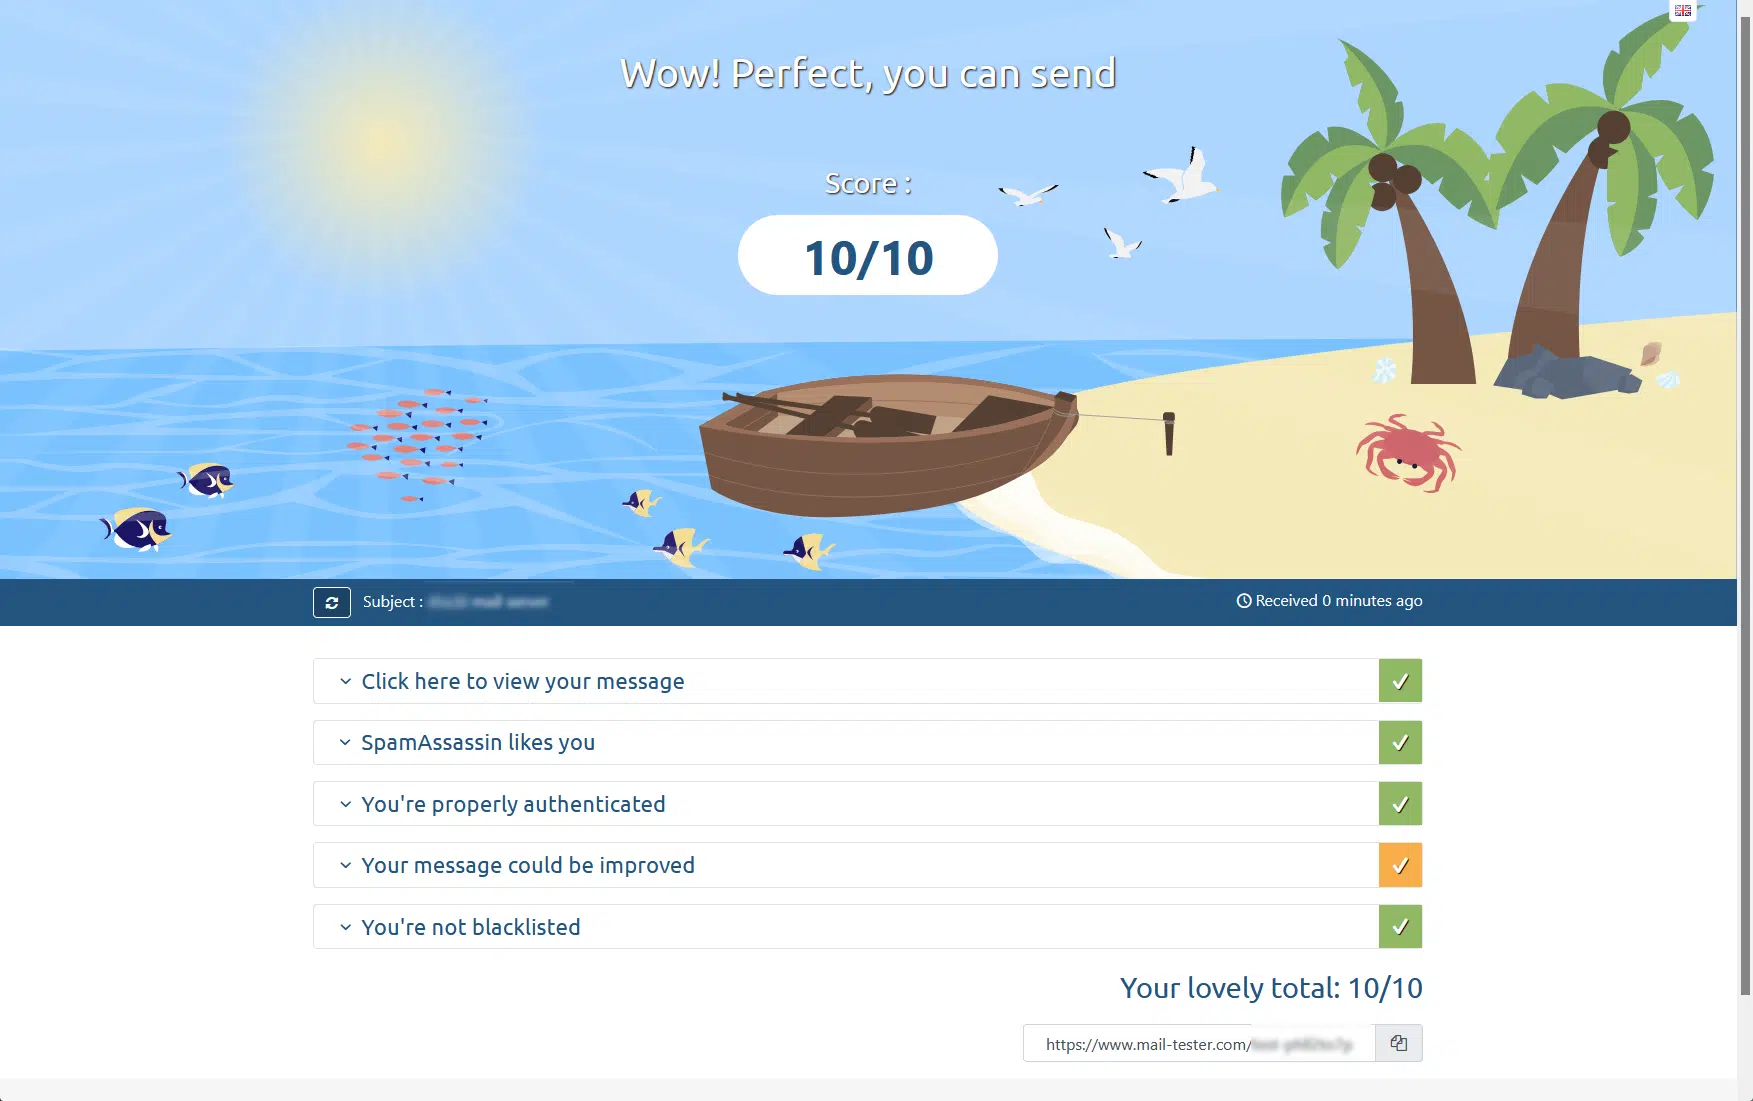 Wow! Perfect, you can send
Score :
10/10
Subject :
Received 0 minutes ago
Click here to view your message
SpamAssassin likes you
You're properly authenticated
Your message could be improved
You're not blacklisted
Your lovely total: 10/10
https://www.mail-tester.com/